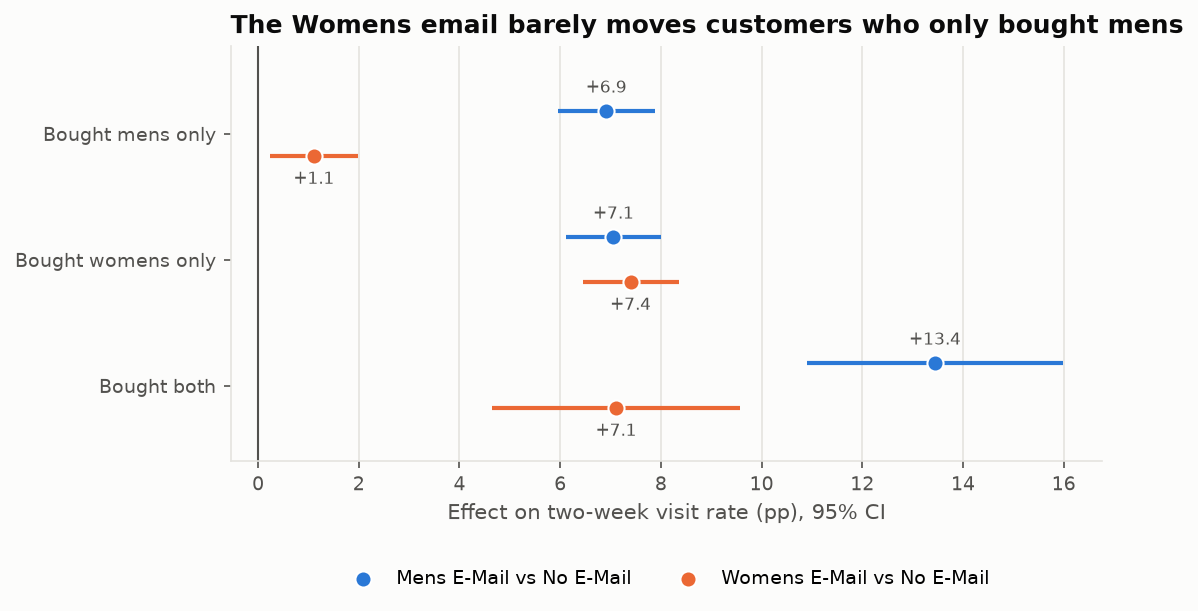 The Womens email barely moves customers who only bought mens
+6.9
Bought mens only
+1.1
+7.1
Bought womens only
+7.4
+13.4
Bought both
+7.1
0 2 4 6 8 10 12 14 16
Effect on two-week visit rate (pp), 95% CI
Mens E-Mail vs No E-Mail Womens E-Mail vs No E-Mail